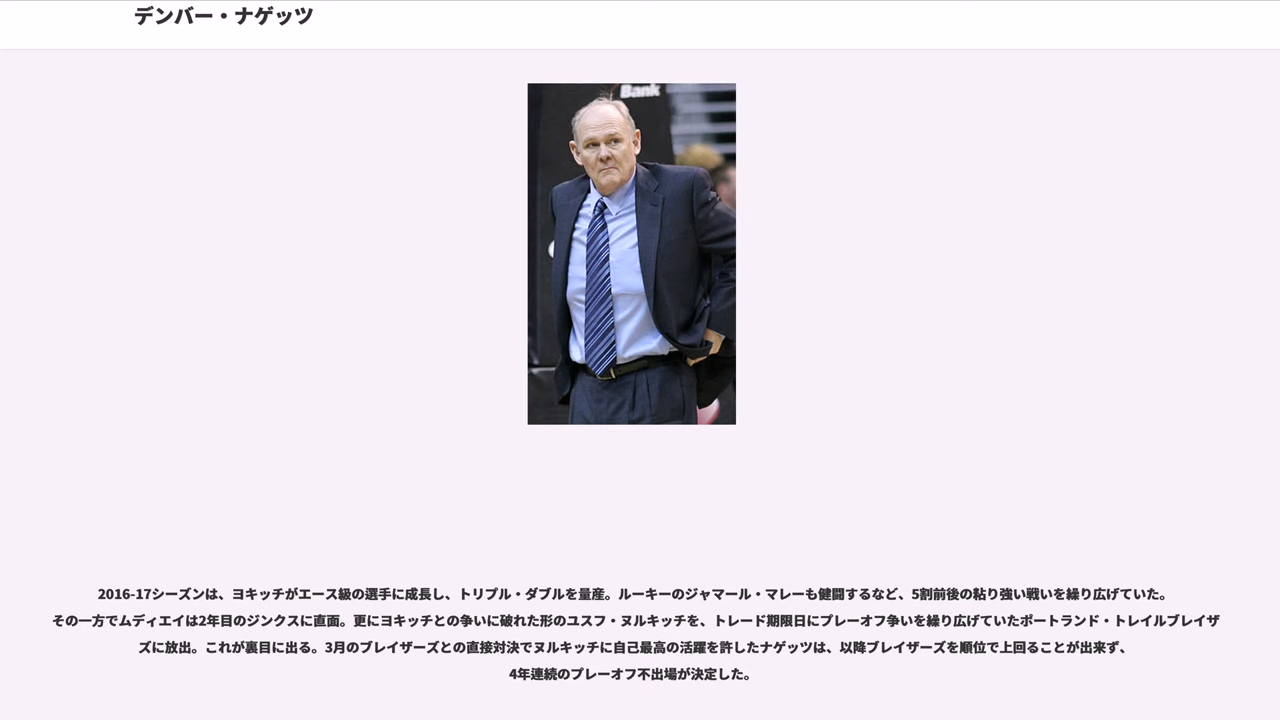 デンバー・ナゲッツ
Bank
2016-17シーズンは、ヨキッチがエース級の選手に成長し、トリプル・ダブルを量産。ルーキーのジャマール・マレーも健闘するなど、5割前後の粘り強い戦いを繰り広げていた。
その一方でムディエイは2年目のジンクスに直面。更にヨキッチとの争いに破れた形のユスフ・ヌルキッチを、トレード期限日にプレーオフ争いを繰り広げていたポートランド・トレイルブレイザ
ズに放出。これが裏目に出る。3月のブレイザーズとの直接対決でヌルキッチに自己最高の活躍を許したナゲッツは、以降ブレイザーズを順位で上回ることが出来ず、
4年連続のプレーオフ不出場が決定した。